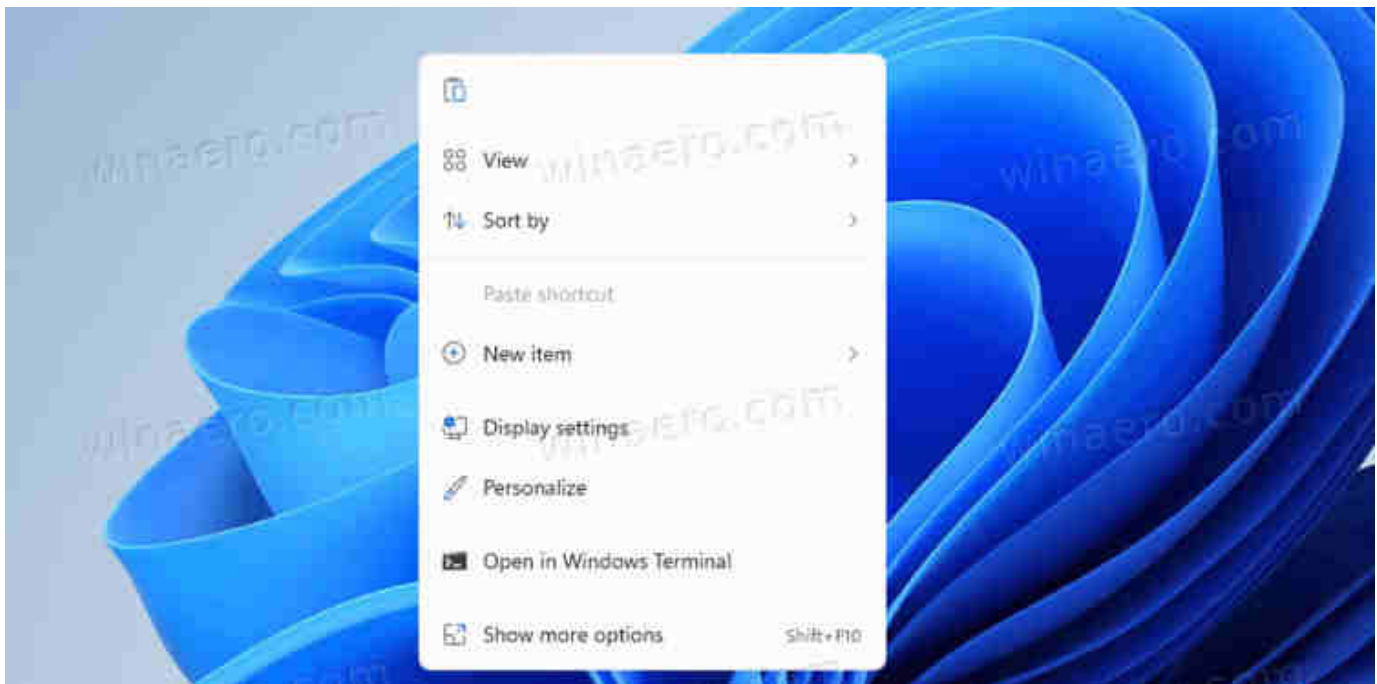 winaero.com
winaero.com
winaero.com
View
Sort by
Paste shortcut
New item
winaero.com
winaero.com
winaero.com
Display settings
Personalize
Open in Windows Terminal
Show more options Shift+F10